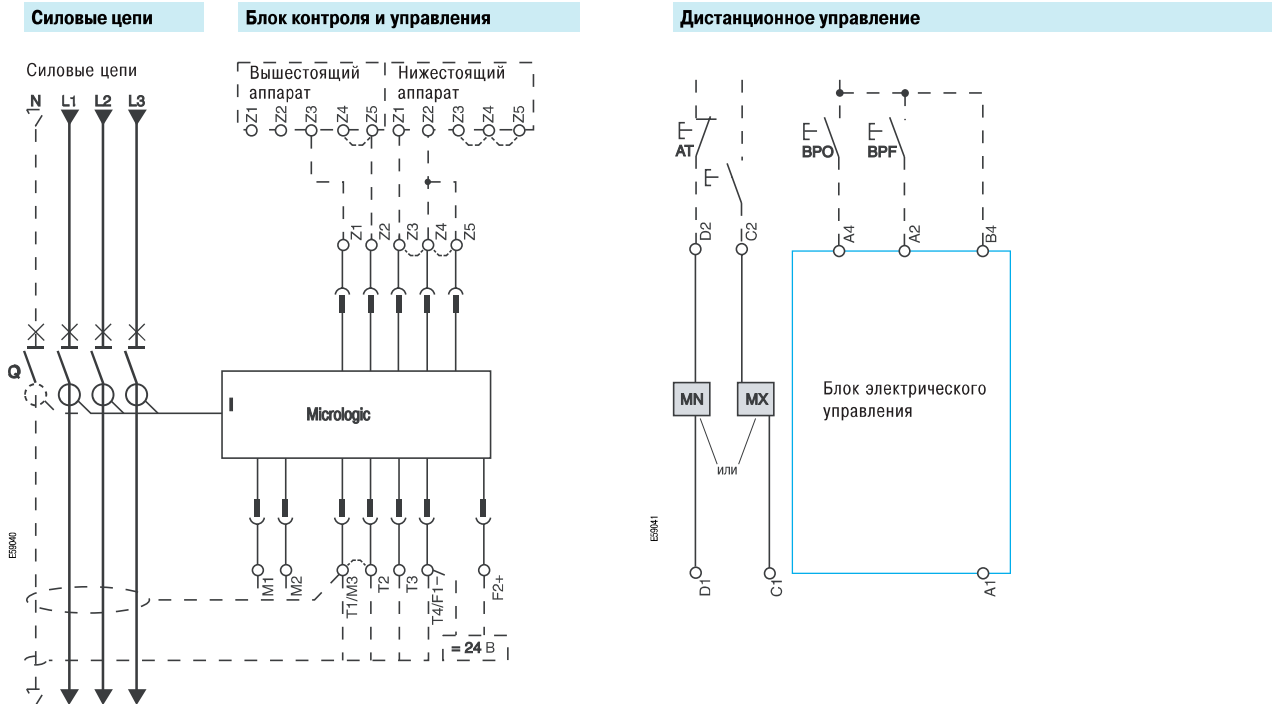 Силовые цепи
Блок контроля и управления
Дистанционное управление
Силовые цепи
N L1 L2 L3
Вышестоящий
аппарат
Нижестоящий
аппарат
Z1 Z2 Z3 Z4 Z5 Z1 Z2 Z3 Z4 Z5
Z1 Z2 Z3 Z4 Z5
Q
I
Micrologic
M1 M2 T1/M3 T2 T3 T4/F1– F2+
= 24 В
E59040
AT
BPO
BPF
D2 C2 A4 A2 B4
MN
MX
или
Блок электрического
управления
D1 C1 A1
E59041